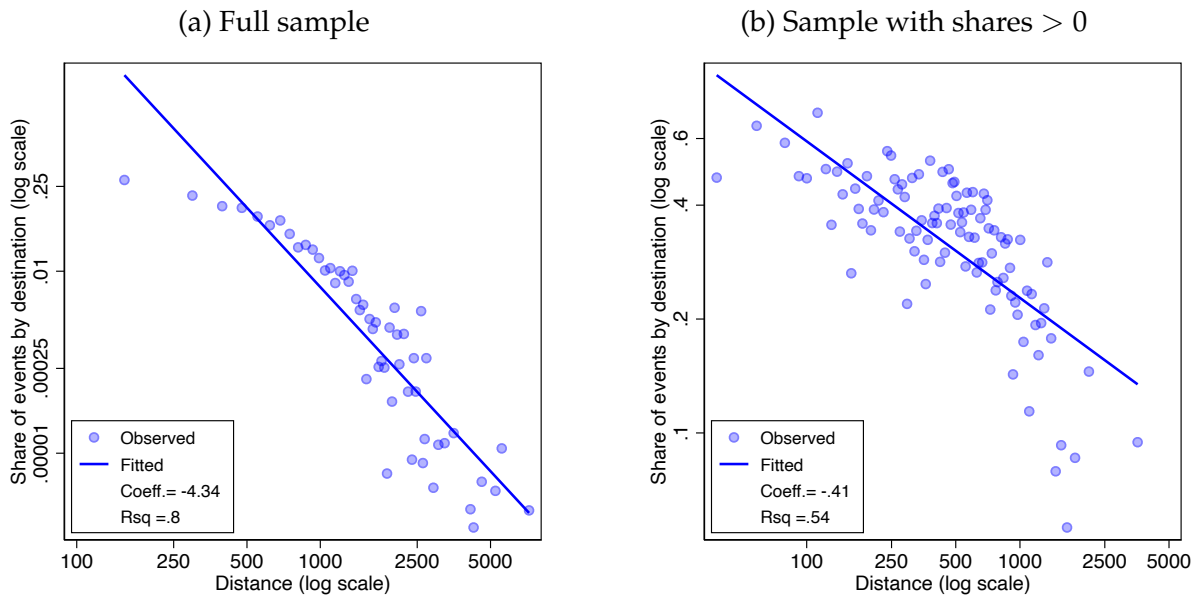 (a) Full sample
Share of events by destination (log scale)
.25
.01
.00025
.00001
Observed
Fitted
Coeff.= -4.34
Rsq =.8
100 250 500 1000 2500 5000
Distance (log scale)
(b) Sample with shares > 0
Share of events by destination (log scale)
.6
.4
.2
.1
Observed
Fitted
Coeff.= -.41
Rsq =.54
100 250 500 1000 2500 5000
Distance (log scale)